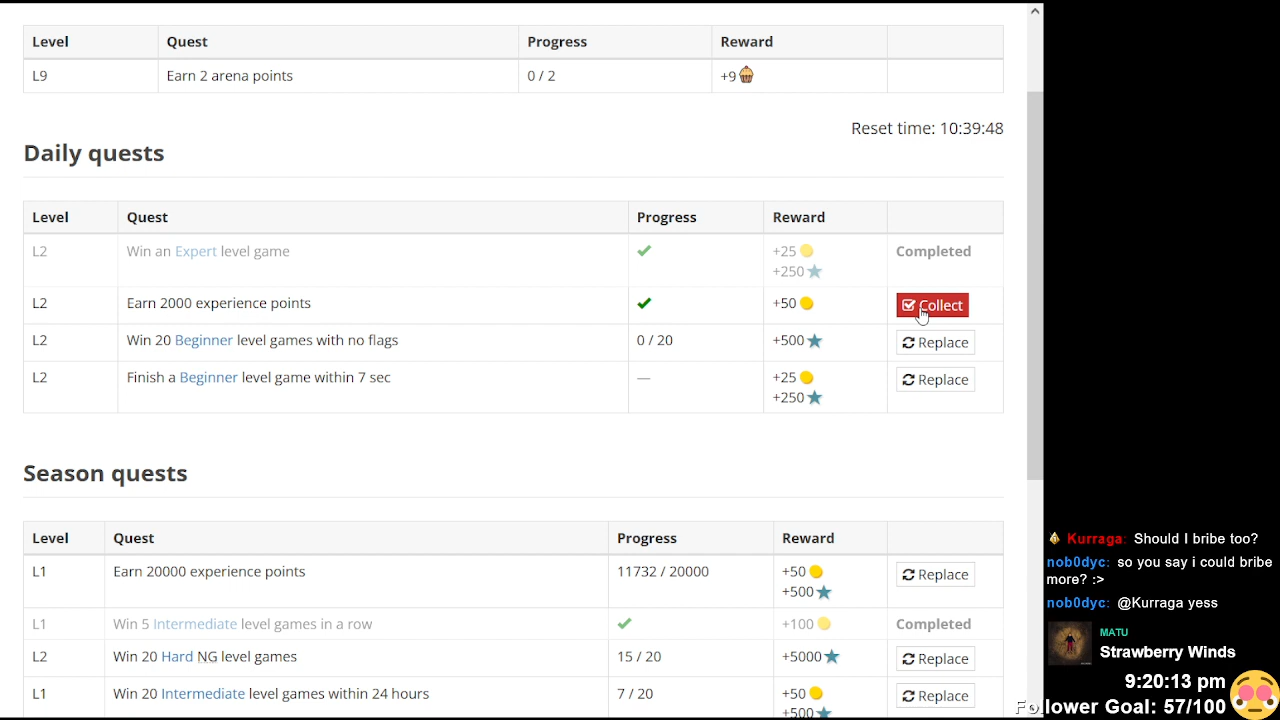 Level Quest Progress Reward
L9 Earn 2 arena points 0 / 2 +9
Reset time: 10:39:48
Daily quests
Level Quest Progress Reward
L2 Win an Expert level game +25 Completed
+250
L2 Earn 2000 experience points +50 Collect
L2 Win 20 Beginner level games with no flags 0 / 20 +500 Replace
L2 Finish a Beginner level game within 7 sec — +25 Replace
+250
Season quests
Level Quest Progress Reward
L1 Earn 20000 experience points 11732 / 20000 +50 Replace
+500
L1 Win 5 Intermediate level games in a row +100 Completed
L2 Win 20 Hard NG level games 15 / 20 +5000 Replace
L1 Win 20 Intermediate level games within 24 hours 7 / 20 +50 Replace
+500
Kurraga: Should I bribe too?
nob0dyc: so you say i could bribe
more? :>
nob0dyc: @Kurraga yess
MATU
Strawberry Winds
9:20:13 pm
Follower Goal: 57/100